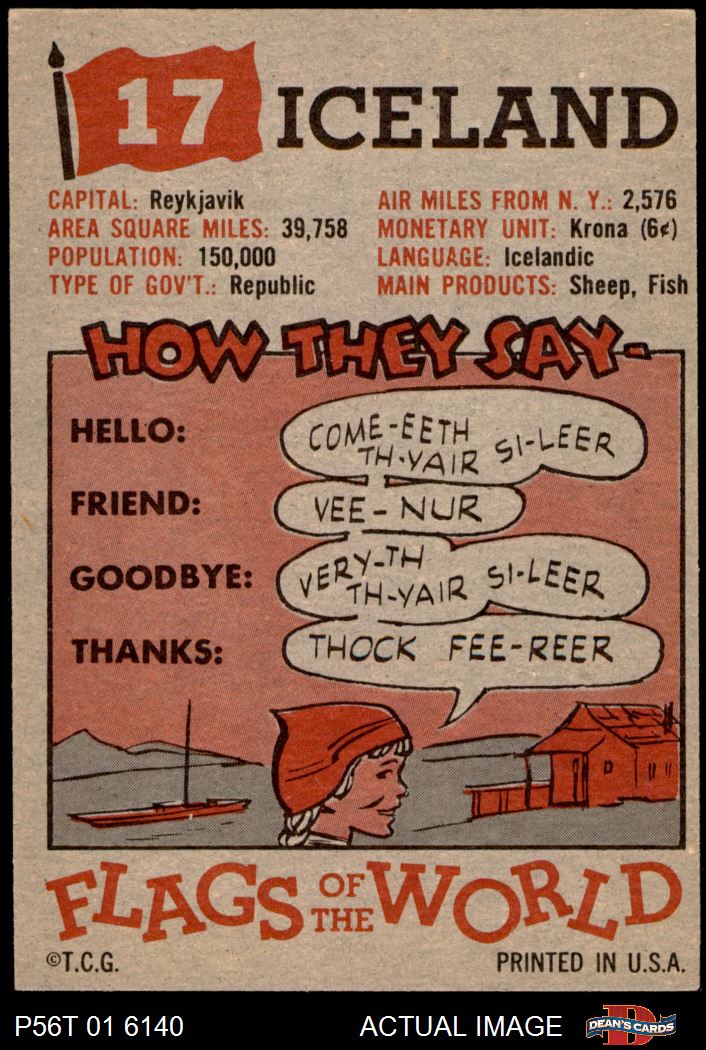 17 ICELAND
CAPITAL: Reykjavik
AREA SQUARE MILES: 39,758
POPULATION: 150,000
TYPE OF GOV'T.: Republic
AIR MILES FROM N. Y.: 2,576
MONETARY UNIT: Krona (6¢)
LANGUAGE: Icelandic
MAIN PRODUCTS: Sheep, Fish
HOW THEY SAY-
HELLO:
COME-EETH
TH-YAIR SI-LEER
FRIEND:
VEE-NUR
GOODBYE:
VERY-TH
TH-YAIR SI-LEER
THANKS:
THOCK FEE-REER
FLAGS OF THE WORLD
©T.C.G.
PRINTED IN U.S.A.
P56T 01 6140
ACTUAL IMAGE
D
DEAN'S CARDS